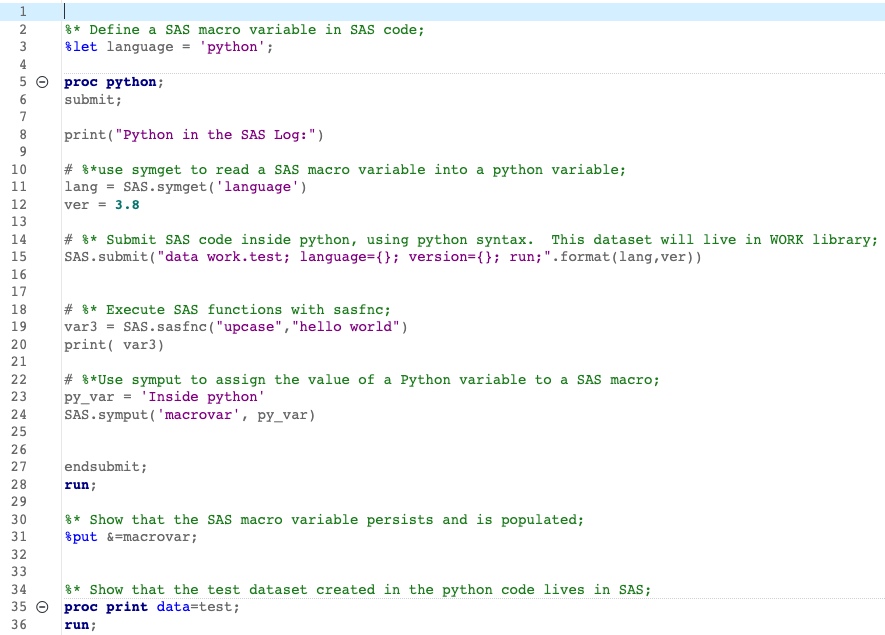 1
2 %* Define a SAS macro variable in SAS code;
3 %let language = 'python';
4
5 proc python;
6 submit;
7
8 print("Python in the SAS Log:")
9
10 # %*use symget to read a SAS macro variable into a python variable;
11 lang = SAS.symget('language')
12 ver = 3.8
13
14 # %* Submit SAS code inside python, using python syntax.  This dataset will live in WORK library;
15 SAS.submit("data work.test; language={}; version={}; run;".format(lang,ver))
16
17
18 # %* Execute SAS functions with sasfnc;
19 var3 = SAS.sasfnc("upcase","hello world")
20 print( var3)
21
22 # %*Use symput to assign the value of a Python variable to a SAS macro;
23 py_var = 'Inside python'
24 SAS.symput('macrovar', py_var)
25
26
27 endsubmit;
28 run;
29
30 %* Show that the SAS macro variable persists and is populated;
31 %put &=macrovar;
32
33
34 %* Show that the test dataset created in the python code lives in SAS;
35 proc print data=test;
36 run;